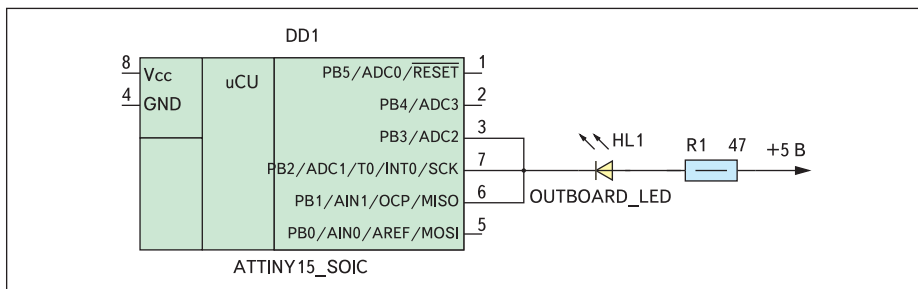 DD1
8 Vcc uCU PB5/ADC0/RESET 1
4 GND PB4/ADC3 2
PB3/ADC2 3
PB2/ADC1/T0/INT0/SCK 7
PB1/AIN1/OCP/MISO 6
PB0/AIN0/AREF/MOSI 5
HL1 R1 47 +5 В
OUTBOARD_LED
ATTINY15_SOIC